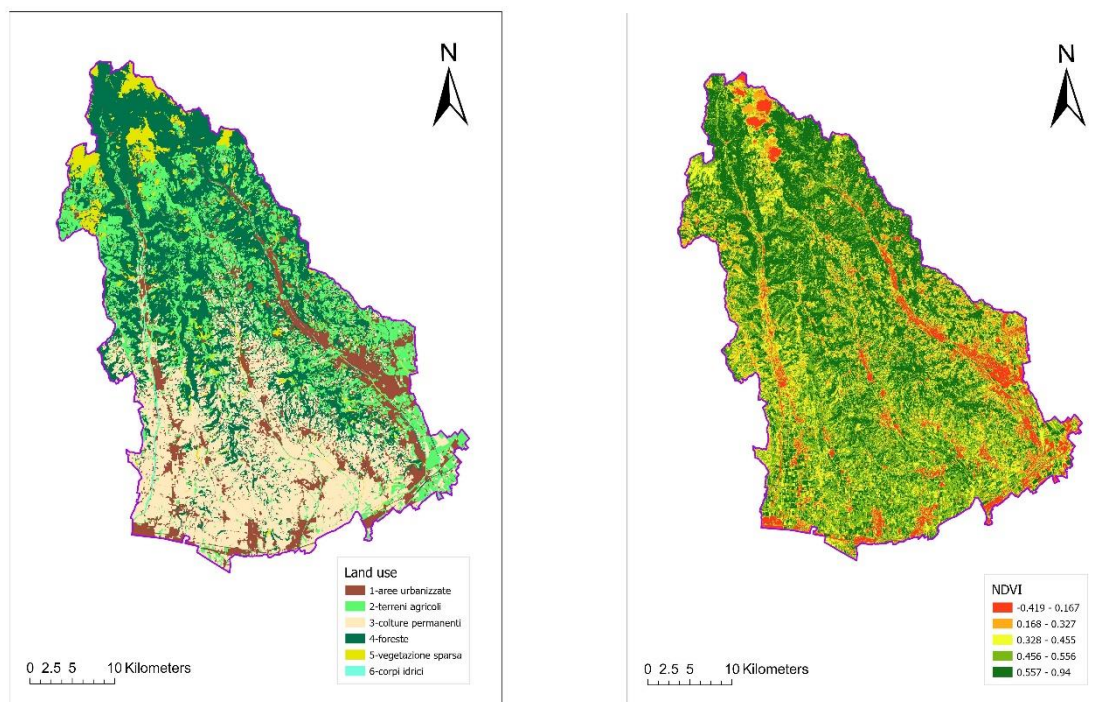 N
Land use
1-aree urbanizzate
2-terreni agricoli
3-colture permanenti
4-foreste
5-vegetazione sparsa
6-corpi idrici
0 2.5 5 10 Kilometers
N
NDVI
-0.419 - 0.167
0.168 - 0.327
0.328 - 0.455
0.456 - 0.556
0.557 - 0.94
0 2.5 5 10 Kilometers